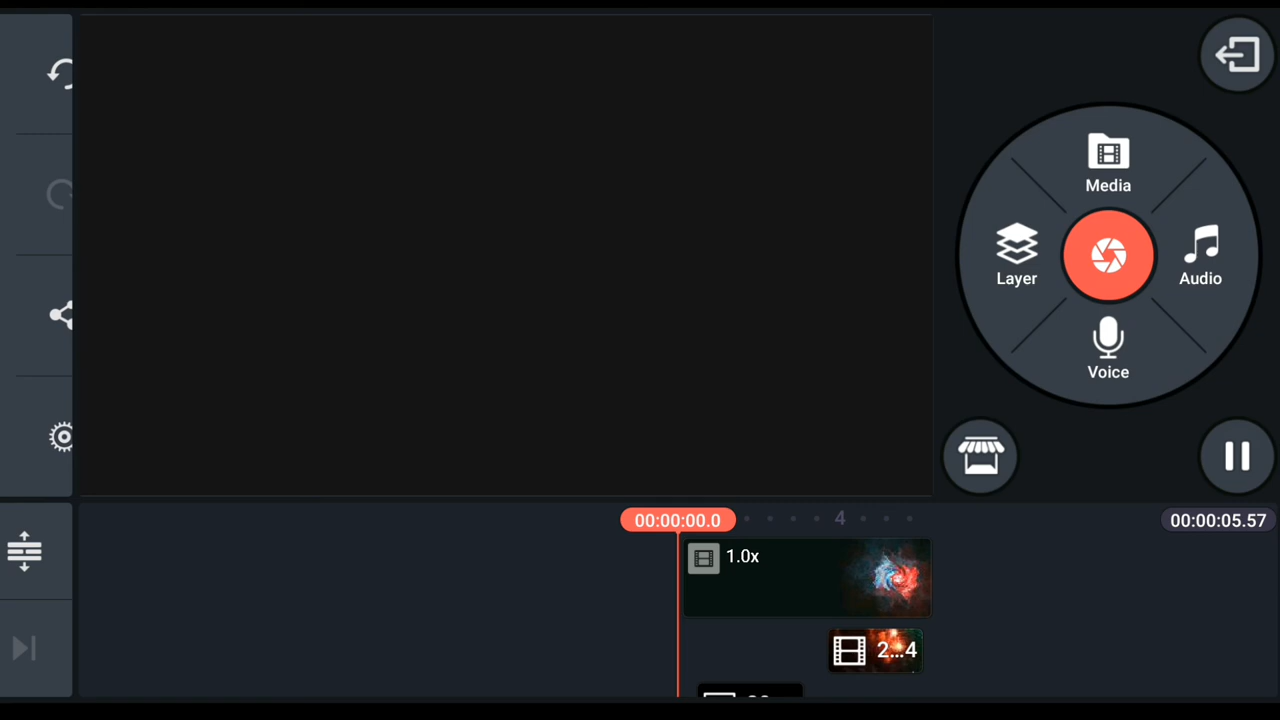 Media
Layer
Audio
Voice
00:00:00.0
4
00:00:05.57
1.0x
2...4